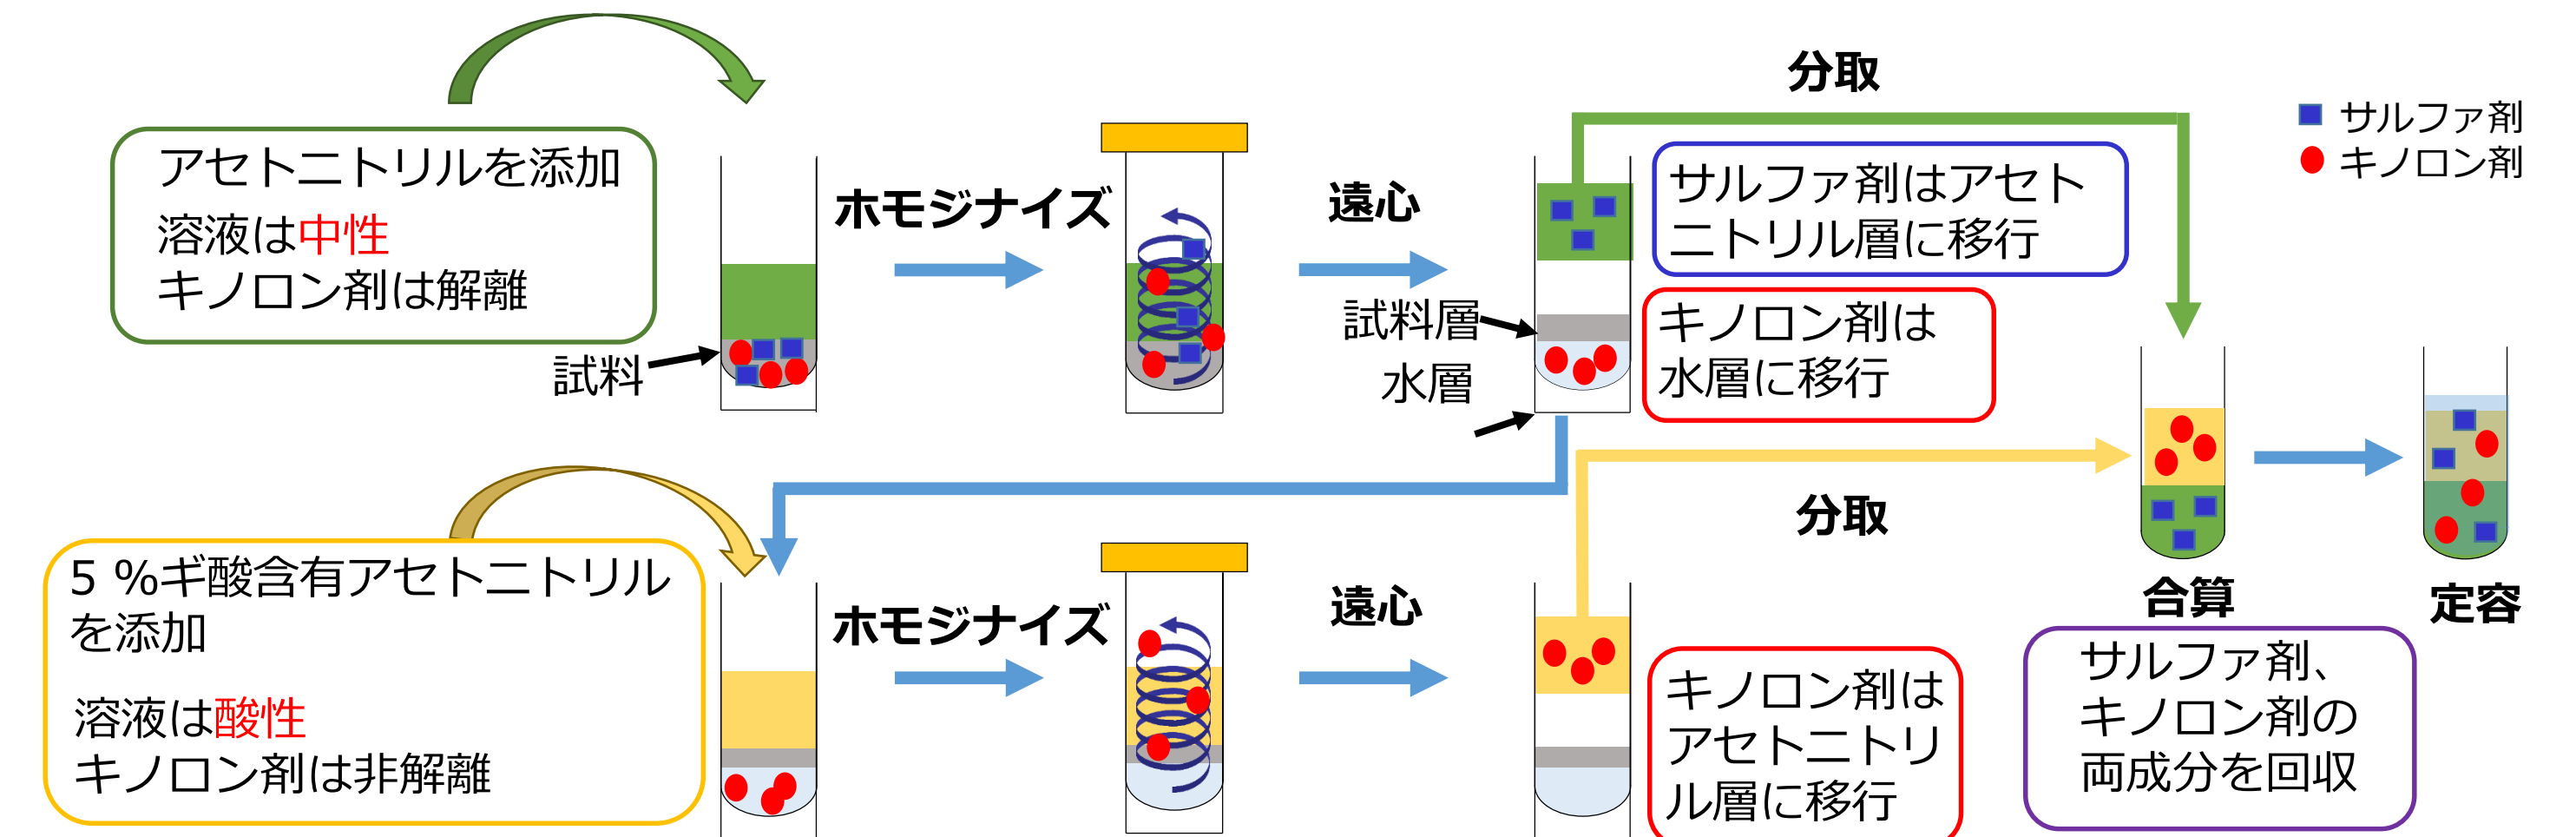 アセトニトリルを添加
溶液は中性
キノロン剤は解離
試料
ホモジナイズ
遠心
分取
サルファ剤はアセト
ニトリル層に移行
試料層
水層
キノロン剤は
水層に移行
サルファ剤
キノロン剤
5 %ギ酸含有アセトニトリル
を添加
溶液は酸性
キノロン剤は非解離
ホモジナイズ
遠心
分取
キノロン剤は
アセトニトリ
ル層に移行
合算
定容
サルファ剤、
キノロン剤の
両成分を回収